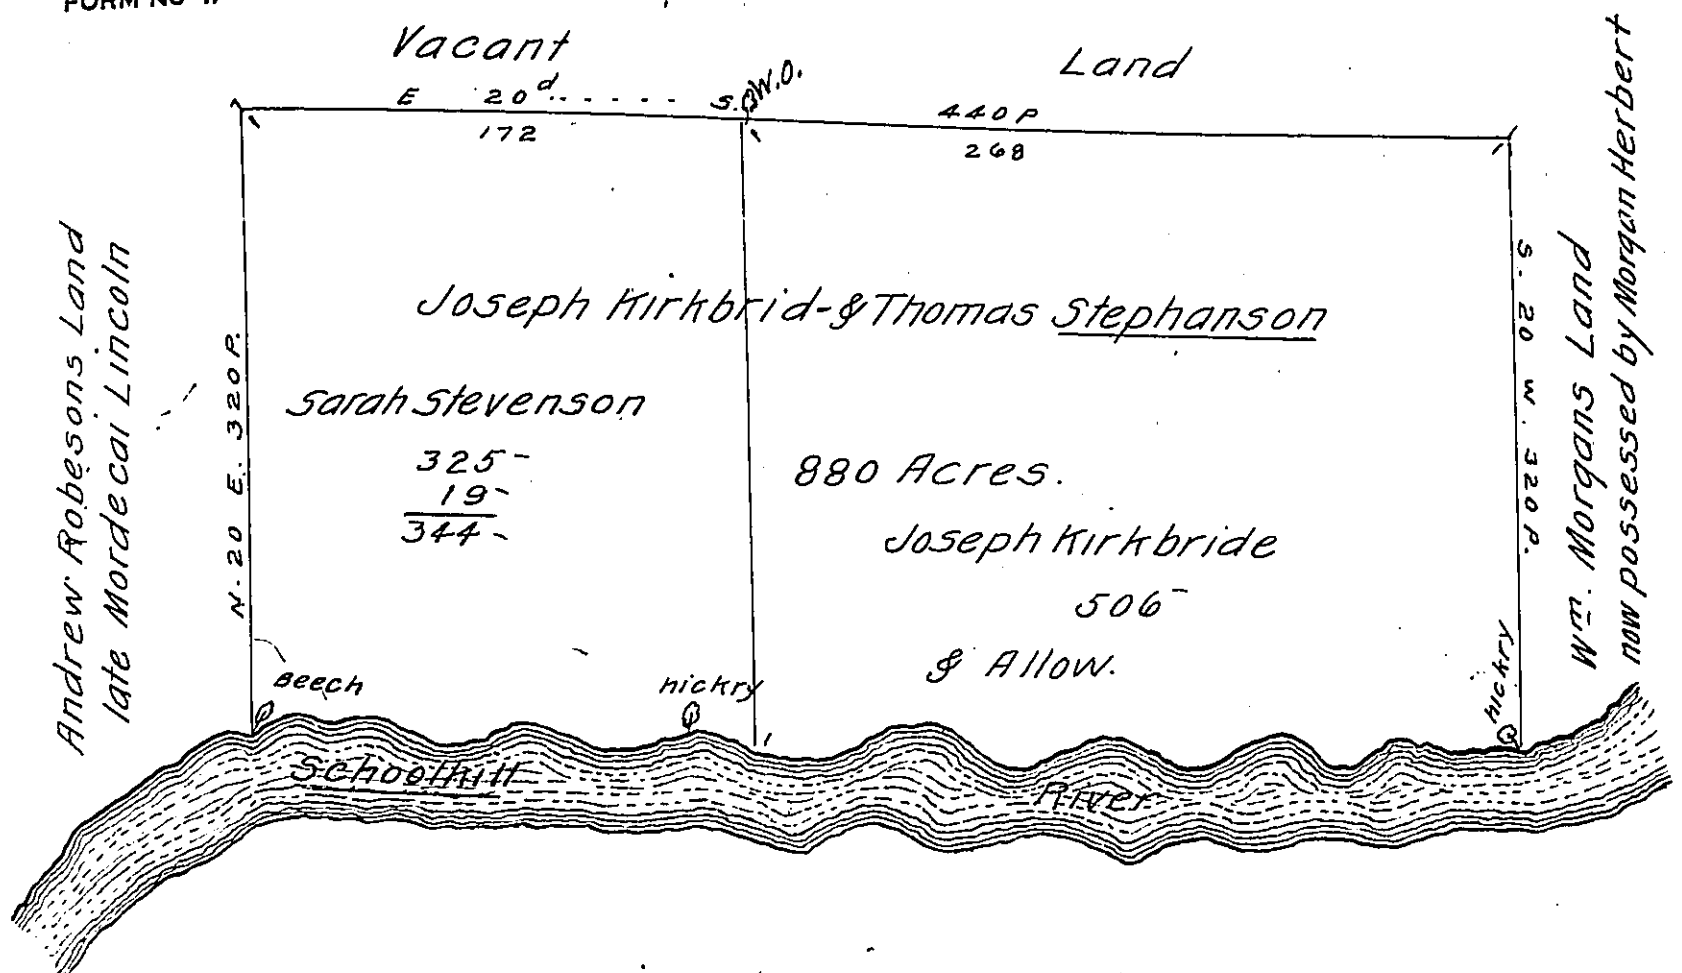 FORM NO
Vacant Land
E 20d S. W.O.
172
440 P
268
Andrew Robesons Land
late Mordecai Lincoln
N. 20 E. 320 P.
Joseph Kirkbrid-& Thomas Stephanson
Sarah Stevenson
325-
19-
344-
880 Acres.
Joseph Kirkbride
506-
& Allow.
S. 20 W. 320 P.
Wm. Morgans Land
now possessed by Morgan Herbert
Beech
hickry
hickry
Schoolhill River